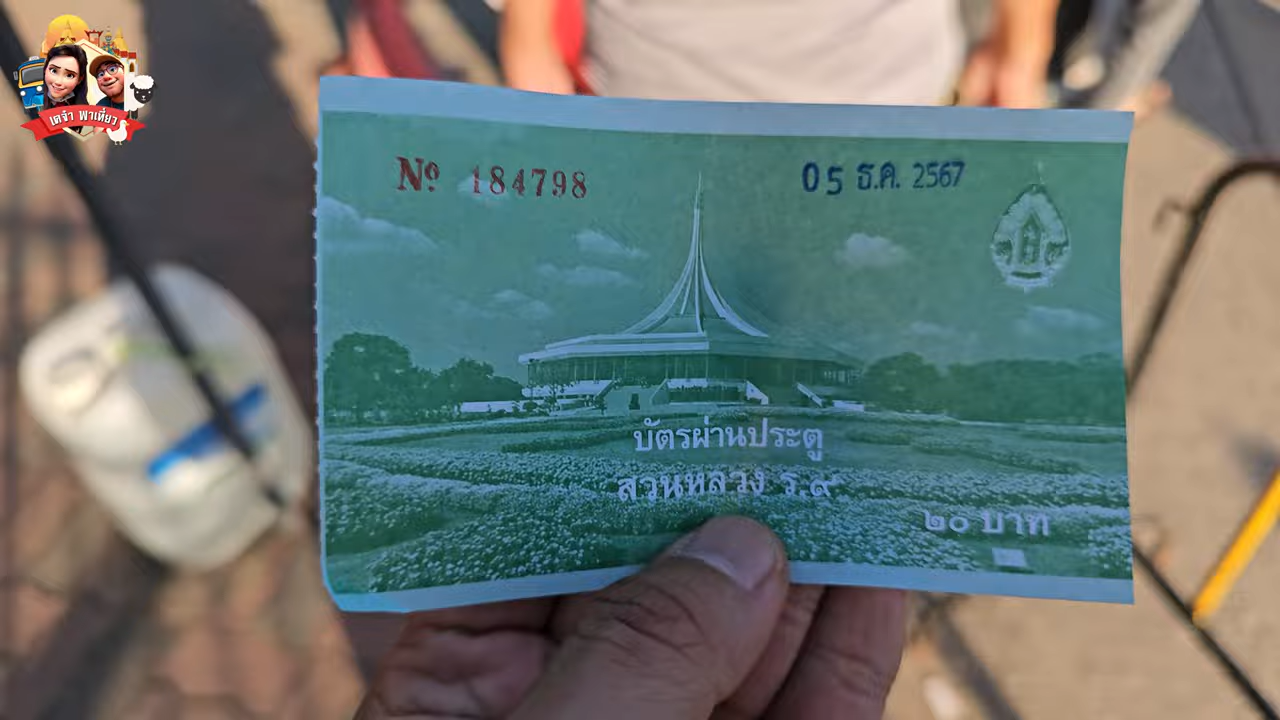 เตจ๋า พาเที่ยว
Nº 184798
05 ธ.ค. 2567
บัตรผ่านประตู
สวนหลวง ร.๙
๒๐ บาท